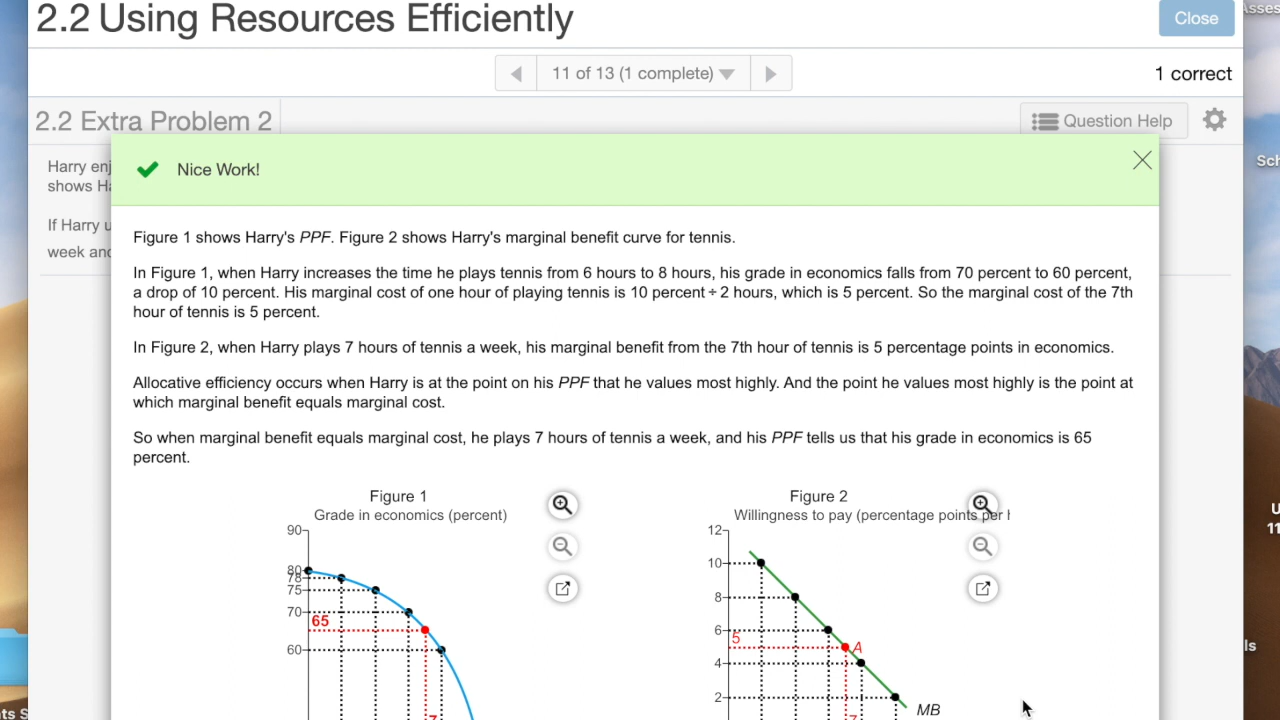 2.2 Using Resources Efficiently
Close
11 of 13 (1 complete)
1 correct
2.2 Extra Problem 2
Question Help
Harry enj
shows Ha
If Harry u
week and
Nice Work!
Figure 1 shows Harry's PPF. Figure 2 shows Harry's marginal benefit curve for tennis.
In Figure 1, when Harry increases the time he plays tennis from 6 hours to 8 hours, his grade in economics falls from 70 percent to 60 percent,
a drop of 10 percent. His marginal cost of one hour of playing tennis is 10 percent ÷ 2 hours, which is 5 percent. So the marginal cost of the 7th
hour of tennis is 5 percent.
In Figure 2, when Harry plays 7 hours of tennis a week, his marginal benefit from the 7th hour of tennis is 5 percentage points in economics.
Allocative efficiency occurs when Harry is at the point on his PPF that he values most highly. And the point he values most highly is the point at
which marginal benefit equals marginal cost.
So when marginal benefit equals marginal cost, he plays 7 hours of tennis a week, and his PPF tells us that his grade in economics is 65
percent.
Figure 1
Grade in economics (percent)
90
80
78
75
70
65
60
7
Figure 2
Willingness to pay (percentage points per h
12
10
8
6
5
A
4
2
MB
7
Asses
Sch
U
11
ls
ts S